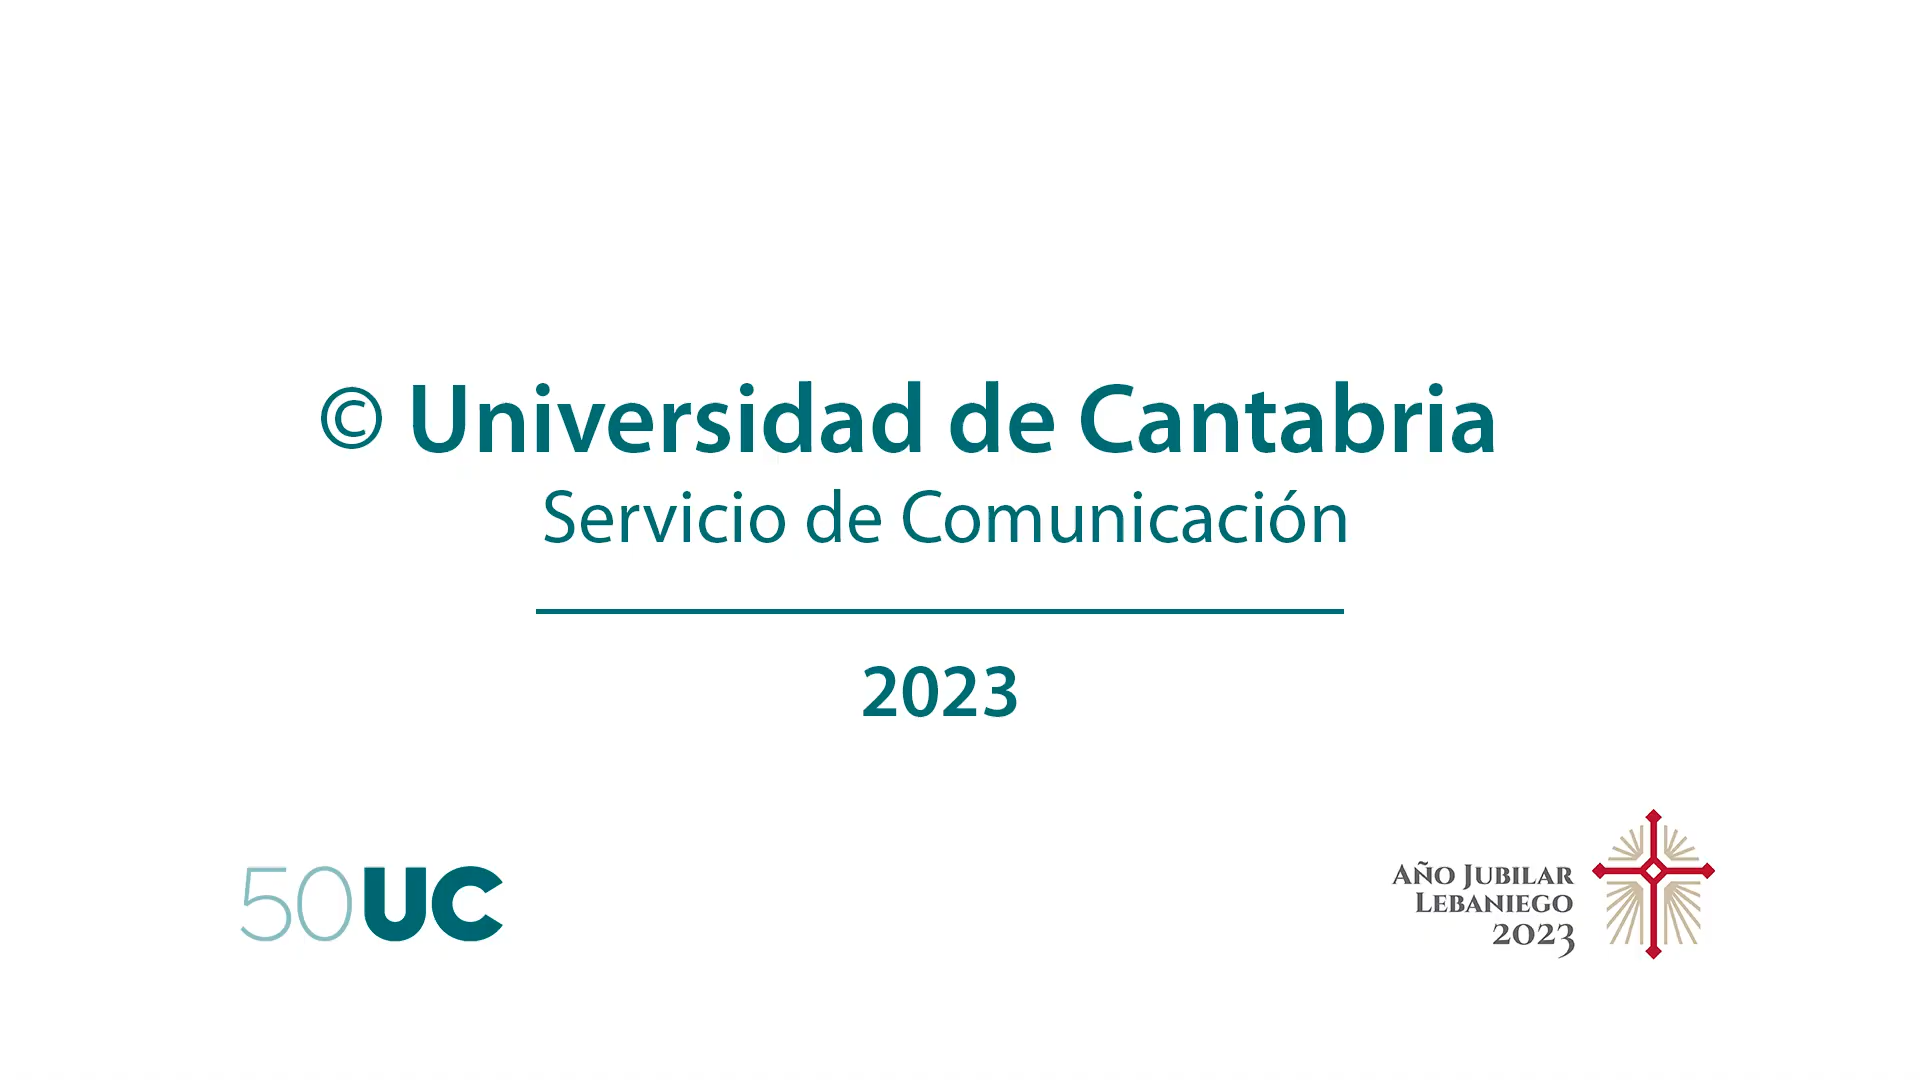 © Universidad de Cantabria
Servicio de Comunicación
2023
50UC
Año Jubilar
Lebaniego
2023